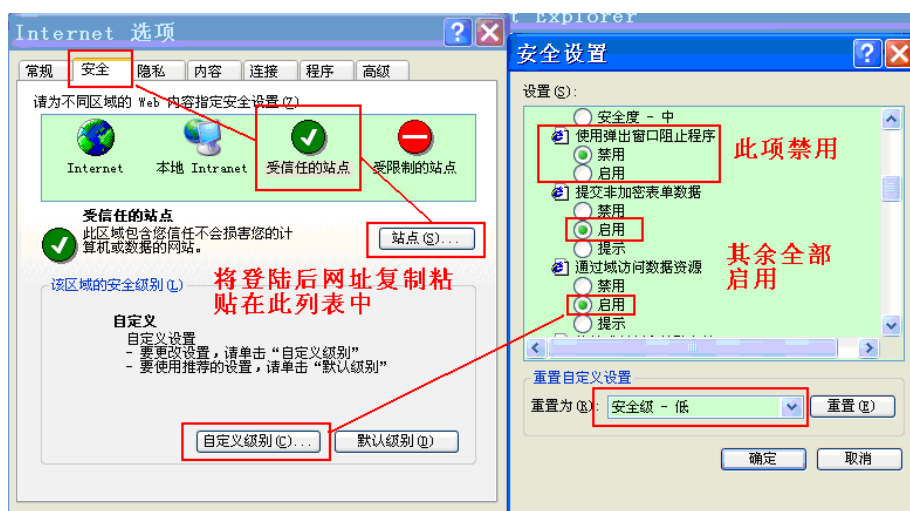 t Explorer
Internet 选项
常规 安全 隐私 内容 连接 程序 高级
请为不同区域的 Web 内容指定安全设置(Z)
Internet 本地 Intranet 受信任的站点 受限制的站点
受信任的站点
此区域包含您信任不会损害您的计
算机或数据的网站。
站点(S)...
该区域的安全级别(L)
将登陆后网址复制粘
贴在此列表中
自定义
自定义设置
- 要更改设置，请单击“自定义级别”
- 要使用推荐的设置，请单击“默认级别”
自定义级别(C)... 默认级别(D)
安全设置
设置(S):
安全度 - 中
使用弹出窗口阻止程序
禁用
启用
此项禁用
提交非加密表单数据
禁用
启用
提示
其余全部
启用
通过域访问数据资源
禁用
启用
提示
重置自定义设置
重置为(R): 安全级 - 低 重置(E)
确定 取消